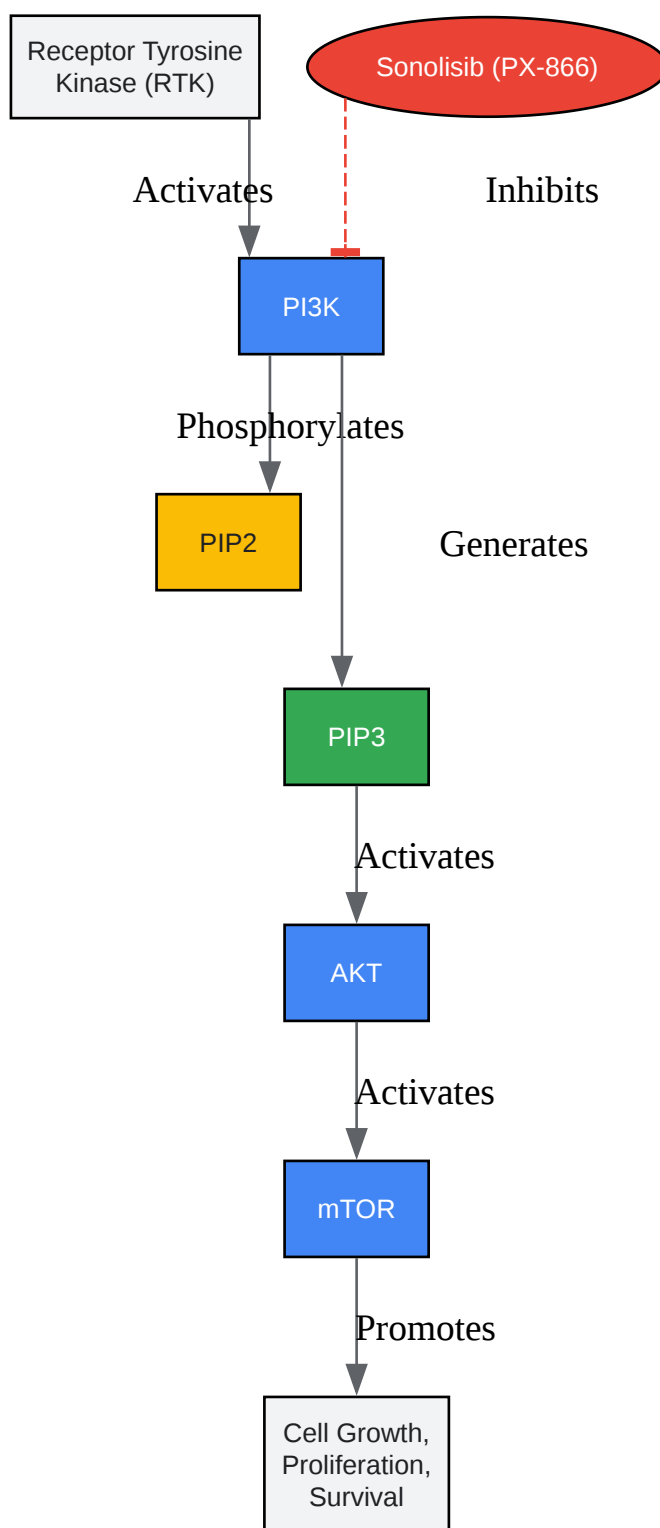 Receptor Tyrosine
Kinase (RTK)
Sonolisib (PX-866)
Activates
Inhibits
PI3K
Phosphorylates
PIP2
Generates
PIP3
Activates
AKT
Activates
mTOR
Promotes
Cell Growth,
Proliferation,
Survival